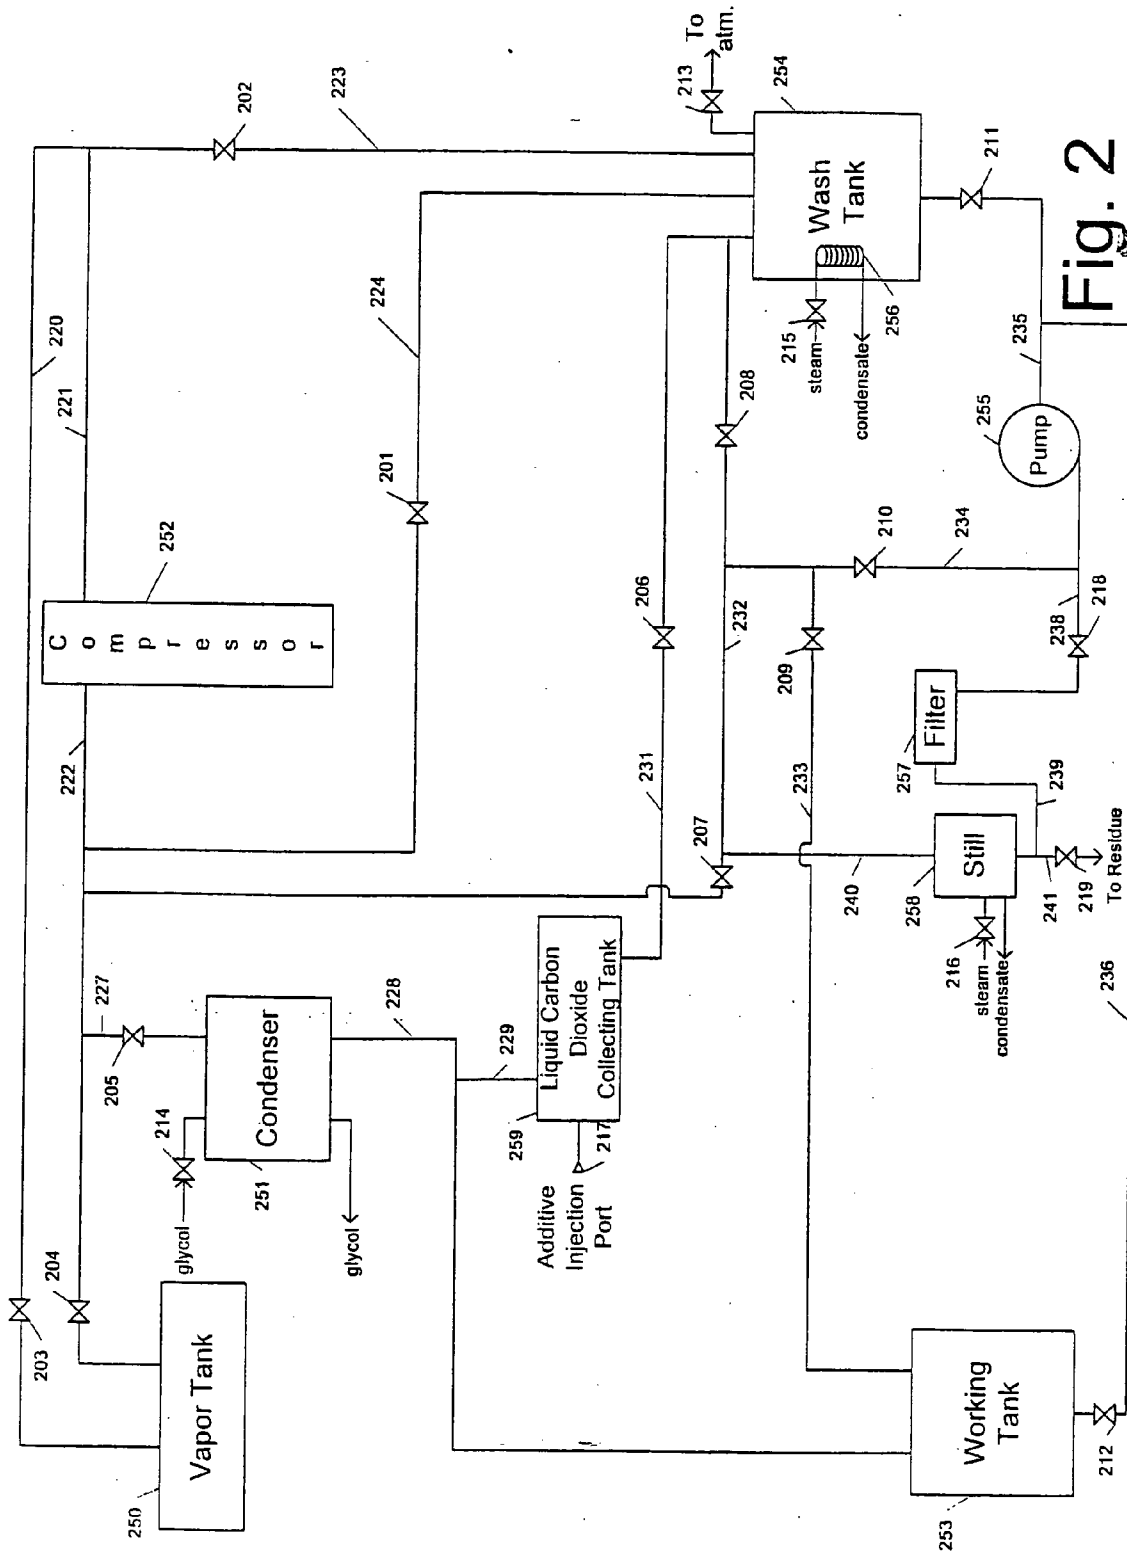 220
221
202
223
222
252
C o m p r e s s o r
224
201
203
204
227
205
214
glycol
glycol
Condenser
251
228
Vapor Tank
250
229
Liquid Carbon
Dioxide
Collecting Tank
259
217
Additive
Injection
Port
231
206
232
207
208
209
233
210
234
213
To
atm.
254
Wash
Tank
215
steam
condensate
256
211
235
255
Pump
238
218
Filter
257
239
240
Still
258
216
steam
condensate
241
219
To Residue
236
Working
Tank
253
212
Fig. 2